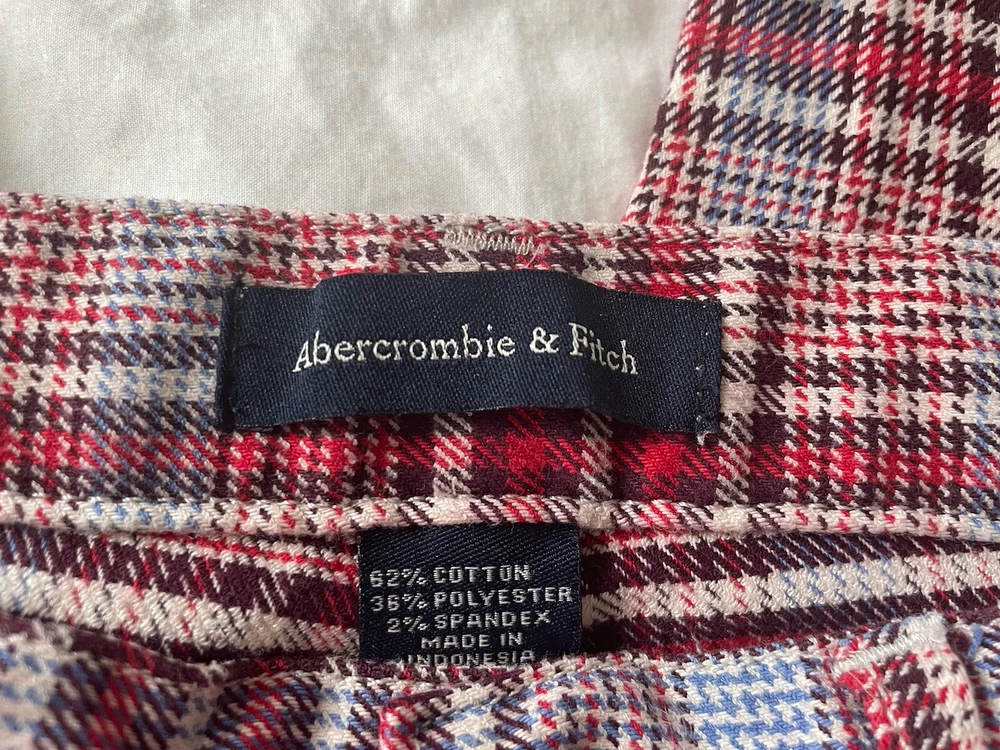 Abercrombie & Fitch
62% COTTON
36% POLYESTER
2% SPANDEX
MADE IN
INDONESIA